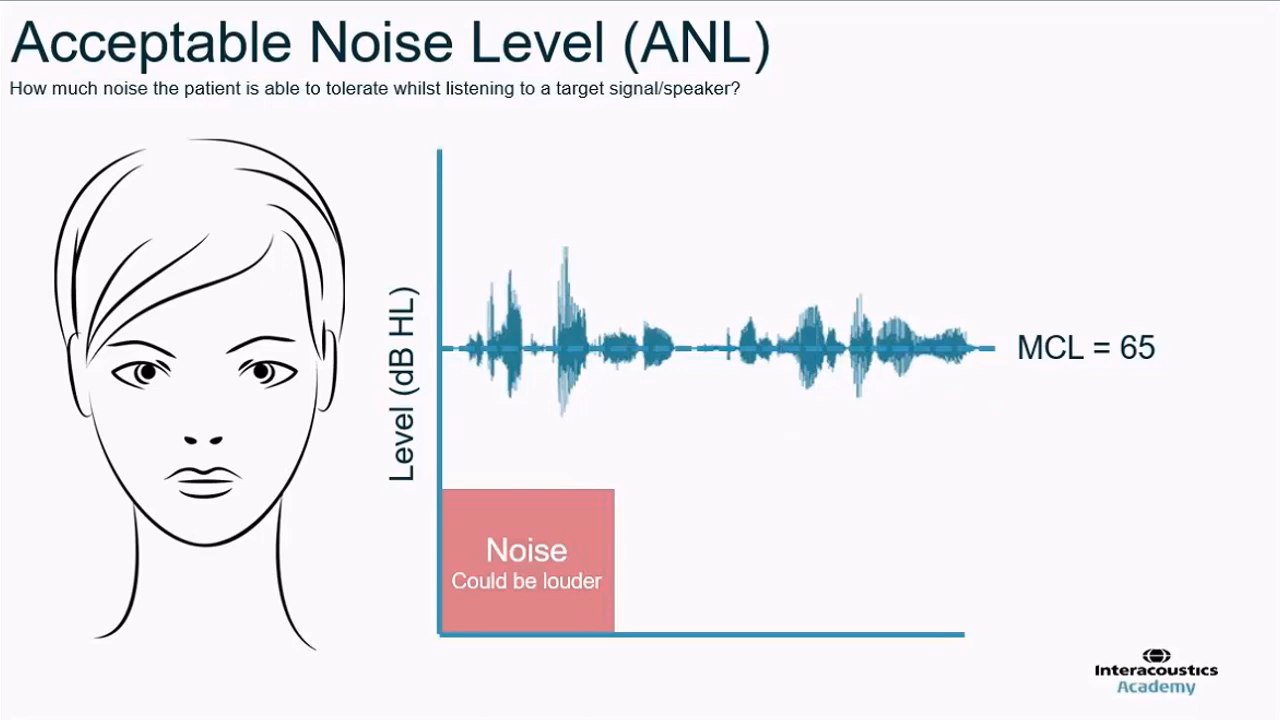 Acceptable Noise Level (ANL)
How much noise the patient is able to tolerate whilst listening to a target signal/speaker?
Level (dB HL)
MCL = 65
Noise
Could be louder
Interacoustics
Academy